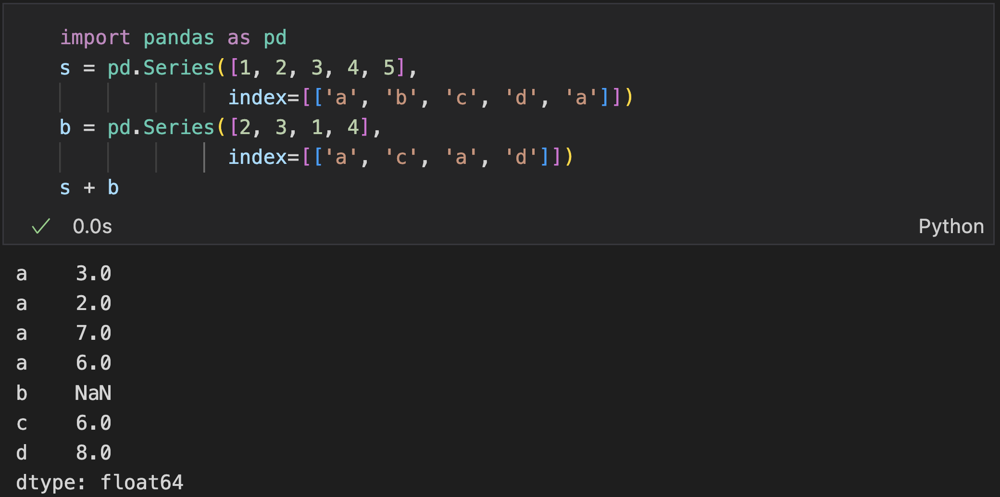 import pandas as pd
s = pd.Series([1, 2, 3, 4, 5],
              index=[['a', 'b', 'c', 'd', 'a']])
b = pd.Series([2, 3, 1, 4],
              index=[['a', 'c', 'a', 'd']])
s + b
✓ 0.0s Python
a    3.0
a    2.0
a    7.0
a    6.0
b    NaN
c    6.0
d    8.0
dtype: float64